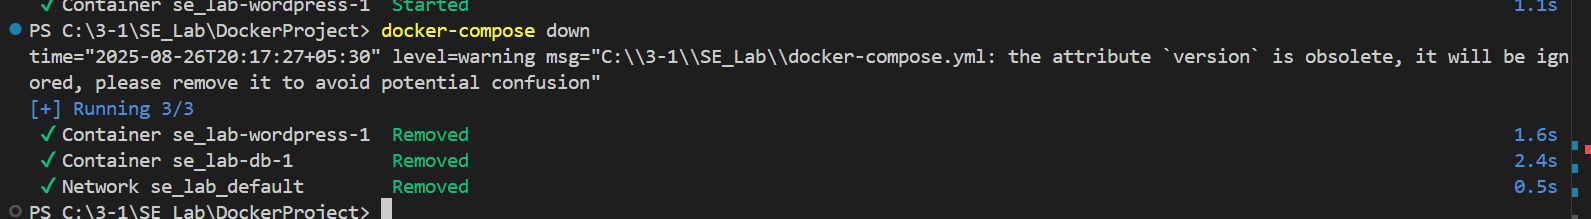 ✓ Container se_lab-wordpress-1  Started 1.1s
PS C:\3-1\SE_Lab\DockerProject> docker-compose down
time="2025-08-26T20:17:27+05:30" level=warning msg="C:\\3-1\\SE_Lab\\docker-compose.yml: the attribute `version` is obsolete, it will be ign
ored, please remove it to avoid potential confusion"
[+] Running 3/3
✓ Container se_lab-wordpress-1  Removed 1.6s
✓ Container se_lab-db-1         Removed 2.4s
✓ Network se_lab_default        Removed 0.5s
PS C:\3-1\SE_Lab\DockerProject>